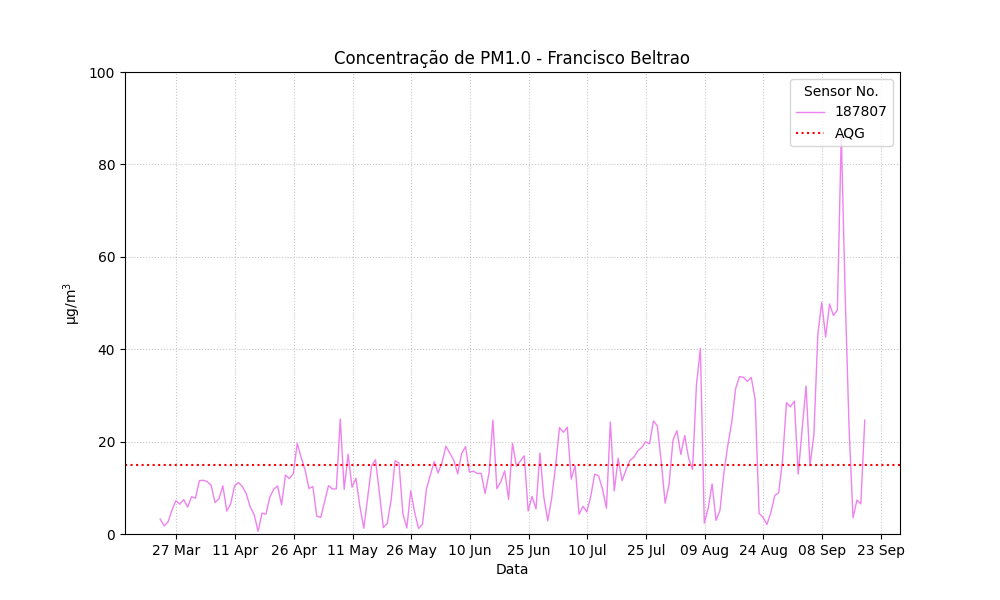 Concentração de PM1.0 - Francisco Beltrao
Sensor No.
187807
AQG
100
80
60
40
20
0
µg/m³
27 Mar 11 Apr 26 Apr 11 May 26 May 10 Jun 25 Jun 10 Jul 25 Jul 09 Aug 24 Aug 08 Sep 23 Sep
Data